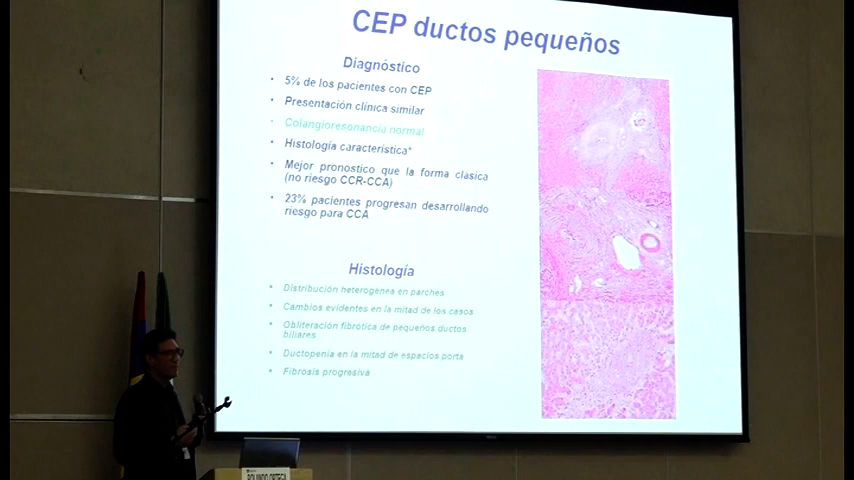 CEP ductos pequeños
Diagnóstico
• 5% de los pacientes con CEP
• Presentación clínica similar
• Colangioresonancia normal
• Histología característica*
• Mejor pronostico que la forma clasica
(no riesgo CCR-CCA)
• 23% pacientes progresan desarrollando
riesgo para CCA
Histología
• Distribución heterogenea en parches
• Cambios evidentes en la mitad de los casos
• Obliteración fibrótica de pequeños ductos
biliares
• Ductopenia en la mitad de espacios porta
• Fibrosis progresiva
ROLANDO ORTEGA